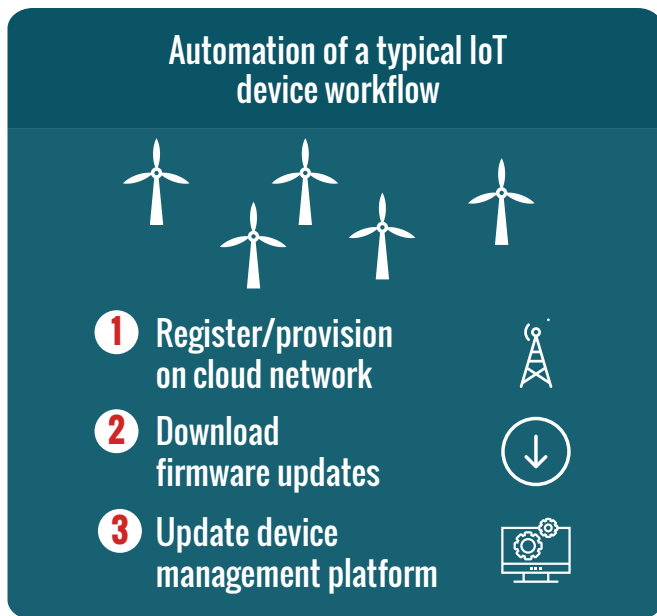 Automation of a typical IoT
device workflow
1 Register/provision
on cloud network
2 Download
firmware updates
3 Update device
management platform